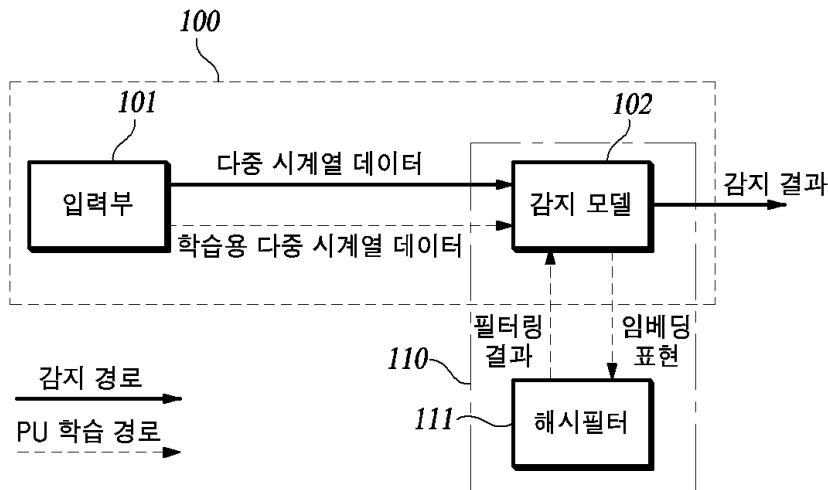 100
101
102
다중 시계열 데이터
입력부
감지 모델
감지 결과
학습용 다중 시계열 데이터
필터링
결과
임베딩
표현
110
감지 경로
111
해시필터
PU 학습 경로